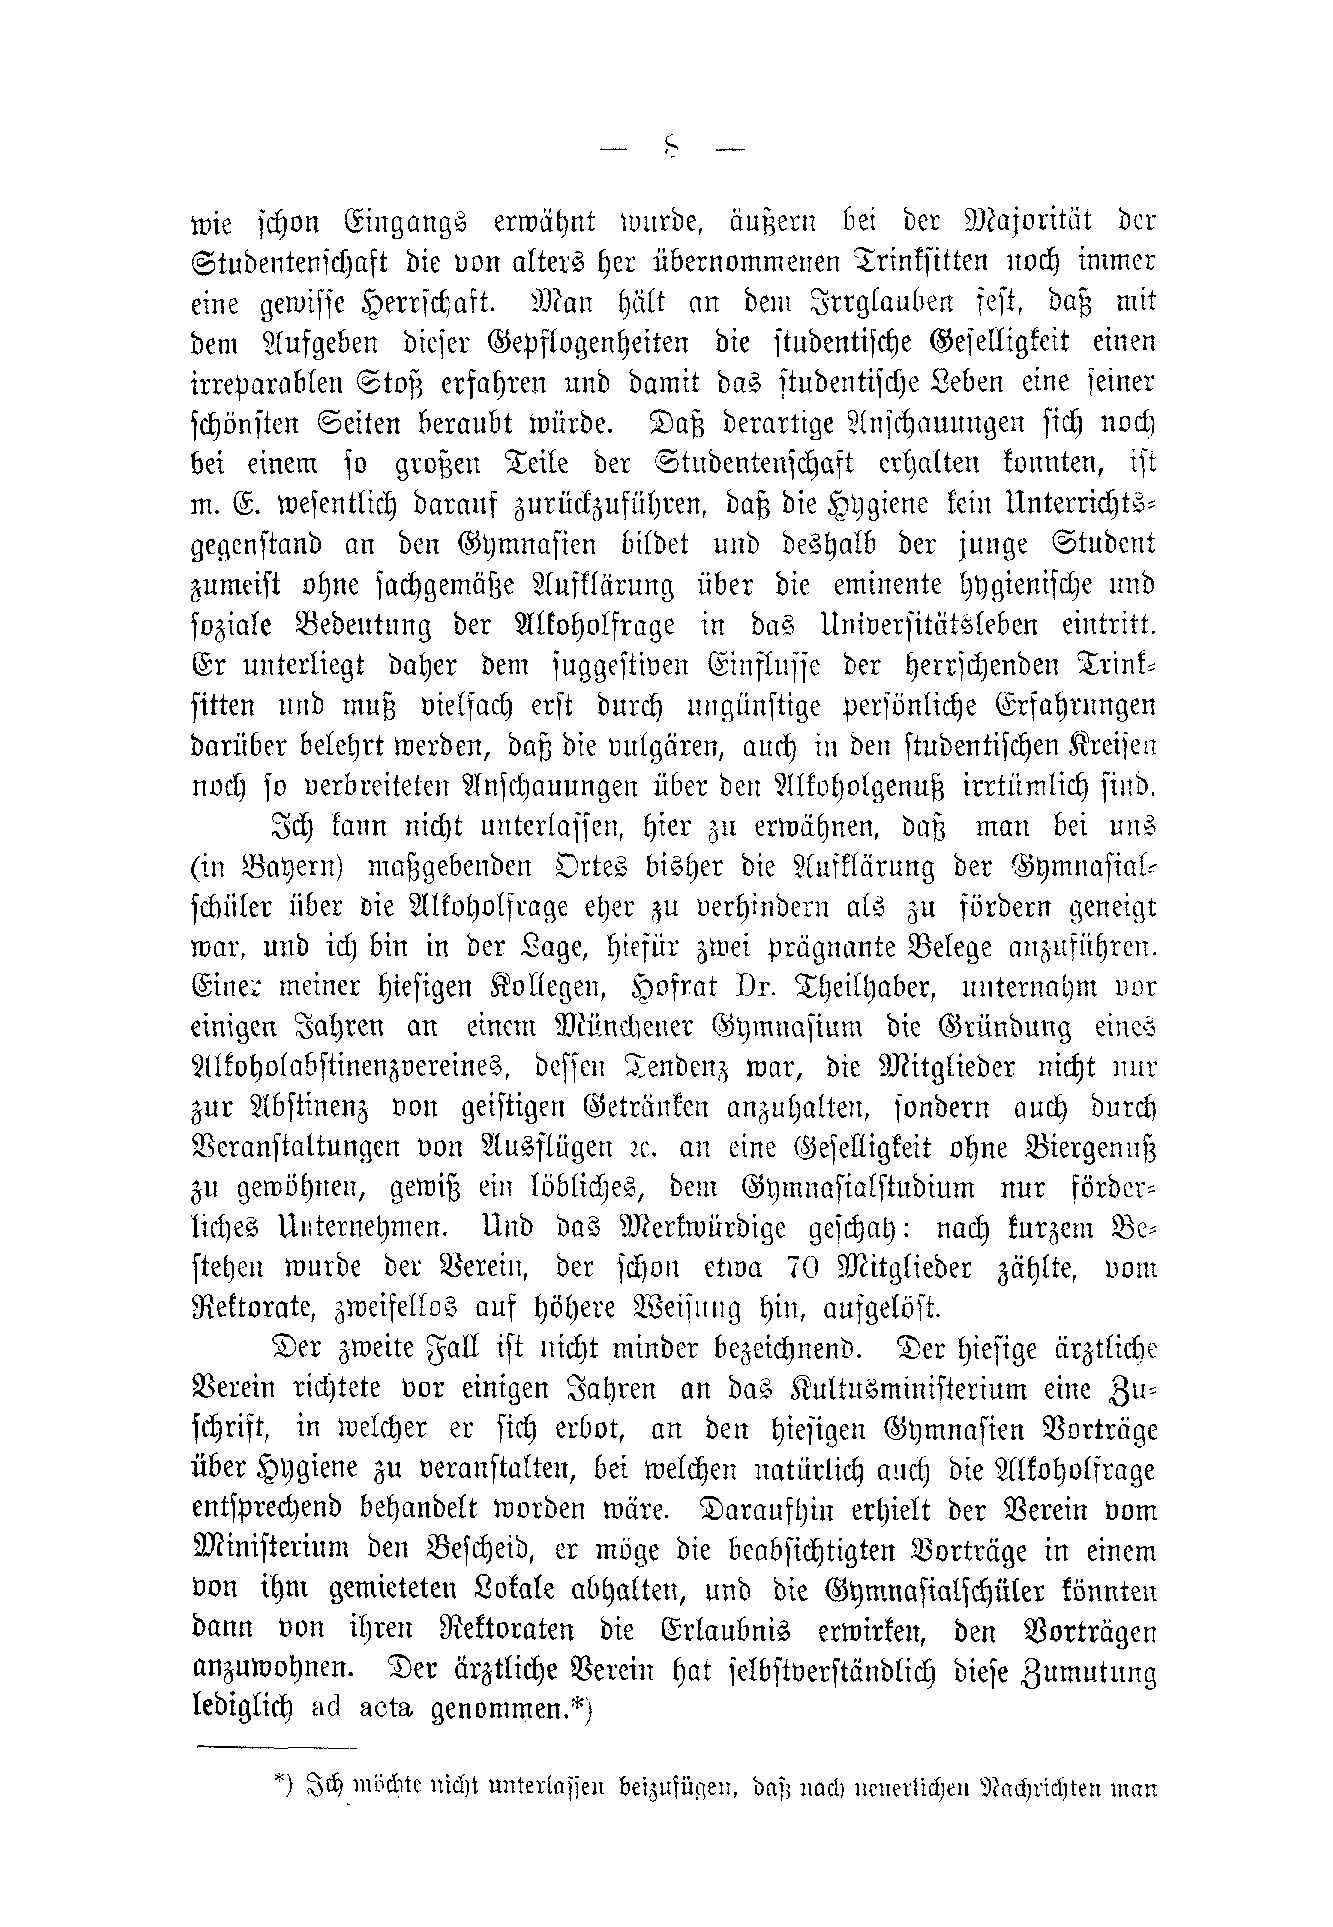 — 8 —
wie schon Eingangs erwähnt wurde, äußern bei der Majorität der
Studentenschaft die von alters her übernommenen Trinksitten noch immer
eine gewisse Herrschaft. Man hält an dem Irrglauben fest, daß mit
dem Aufgeben dieser Gepflogenheiten die studentische Geselligkeit einen
irreparablen Stoß erfahren und damit das studentische Leben eine seiner
schönsten Seiten beraubt würde. Daß derartige Anschauungen sich noch
bei einem so großen Teile der Studentenschaft erhalten konnten, ist
m. E. wesentlich darauf zurückzuführen, daß die Hygiene kein Unterrichts-
gegenstand an den Gymnasien bildet und deshalb der junge Student
zumeist ohne sachgemäße Aufklärung über die eminente hygienische und
soziale Bedeutung der Alkoholfrage in das Universitätsleben eintritt.
Er unterliegt daher dem suggestiven Einflusse der herrschenden Trink-
sitten und muß vielfach erst durch ungünstige persönliche Erfahrungen
darüber belehrt werden, daß die vulgären, auch in den studentischen Kreisen
noch so verbreiteten Anschauungen über den Alkoholgenuß irrtümlich sind.
Ich kann nicht unterlassen, hier zu erwähnen, daß man bei uns
(in Bayern) maßgebenden Ortes bisher die Aufklärung der Gymnasial-
schüler über die Alkoholfrage eher zu verhindern als zu fördern geneigt
war, und ich bin in der Lage, hiefür zwei prägnante Belege anzuführen.
Einer meiner hiesigen Kollegen, Hofrat Dr. Theilhaber, unternahm vor
einigen Jahren an einem Münchener Gymnasium die Gründung eines
Alkoholabstinenzvereines, dessen Tendenz war, die Mitglieder nicht nur
zur Abstinenz von geistigen Getränken anzuhalten, sondern auch durch
Veranstaltungen von Ausflügen ꝛc. an eine Geselligkeit ohne Biergenuß
zu gewöhnen, gewiß ein löbliches, dem Gymnasialstudium nur förder-
liches Unternehmen. Und das Merkwürdige geschah: nach kurzem Be-
stehen wurde der Verein, der schon etwa 70 Mitglieder zählte, vom
Rektorate, zweifellos auf höhere Weisung hin, aufgelöst.
Der zweite Fall ist nicht minder bezeichnend. Der hiesige ärztliche
Verein richtete vor einigen Jahren an das Kultusministerium eine Zu-
schrift, in welcher er sich erbot, an den hiesigen Gymnasien Vorträge
über Hygiene zu veranstalten, bei welchen natürlich auch die Alkoholfrage
entsprechend behandelt worden wäre. Daraufhin erhielt der Verein vom
Ministerium den Bescheid, er möge die beabsichtigten Vorträge in einem
von ihm gemieteten Lokale abhalten, und die Gymnasialschüler könnten
dann von ihren Rektoraten die Erlaubnis erwirken, den Vorträgen
anzuwohnen. Der ärztliche Verein hat selbstverständlich diese Zumutung
lediglich ad acta genommen.*)
*) Ich möchte nicht unterlassen beizufügen, daß nach neuerlichen Nachrichten man